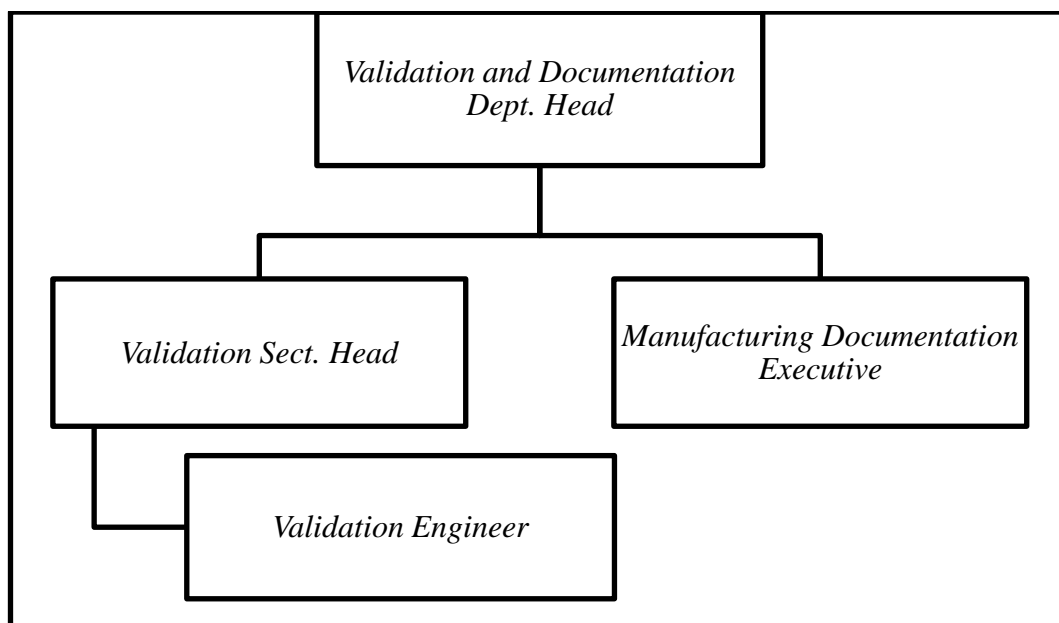 Validation and Documentation
Dept. Head
Validation Sect. Head
Manufacturing Documentation
Executive
Validation Engineer